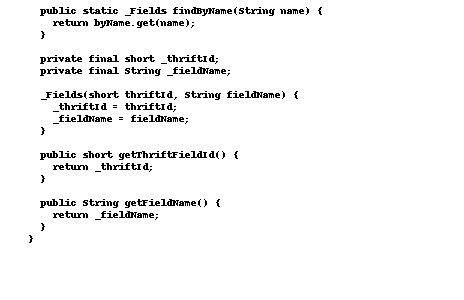 public static _Fields findByName(String name) {
return byName.get(name);
}
private final short _thriftId;
private final String _fieldName;
_Fields(short thriftId, String fieldName) {
_thriftId = thriftId;
_fieldName = fieldName;
}
public short getThriftFieldId() {
return _thriftId;
}
public String getFieldName() {
return _fieldName;
}
}